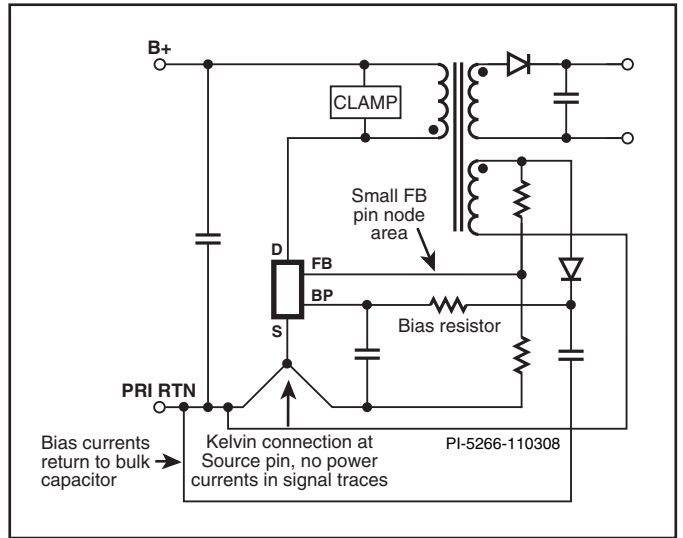 B+
CLAMP
Small FB
pin node
area
D
FB
BP
Bias resistor
S
PRI RTN
PI-5266-110308
Bias currents
return to bulk
capacitor
Kelvin connection at
Source pin, no power
currents in signal traces